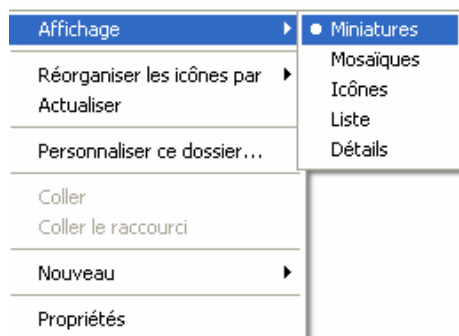 Affichage
Miniatures
Mosaïques
Icônes
Liste
Détails
Réorganiser les icônes par
Actualiser
Personnaliser ce dossier...
Coller
Coller le raccourci
Nouveau
Propriétés